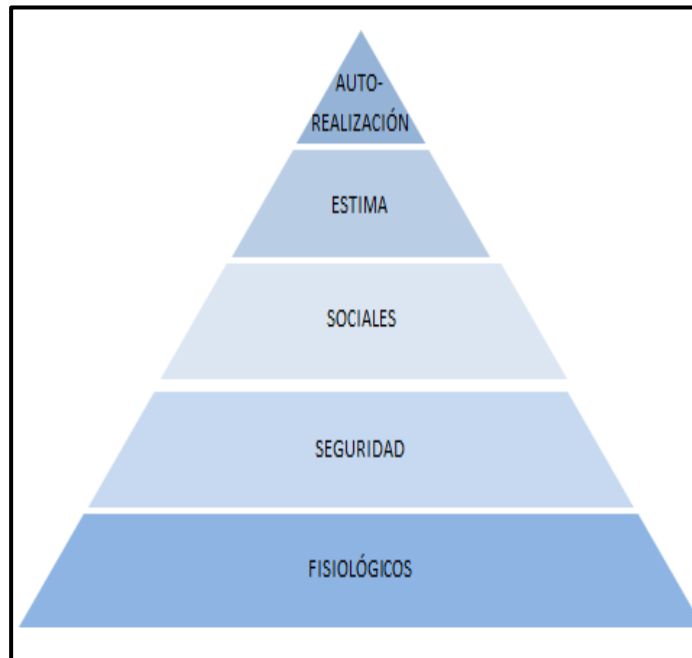 AUTO-
REALIZACIÓN
ESTIMA
SOCIALES
SEGURIDAD
FISIOLÓGICOS